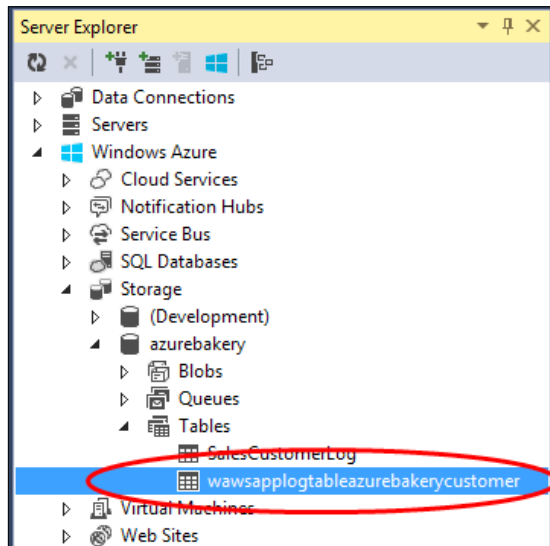 Server Explorer
Data Connections
Servers
Windows Azure
Cloud Services
Notification Hubs
Service Bus
SQL Databases
Storage
(Development)
azurebakery
Blobs
Queues
Tables
SalesCustomerLog
wawsapplogtableazurebakerycustomer
Virtual Machines
Web Sites